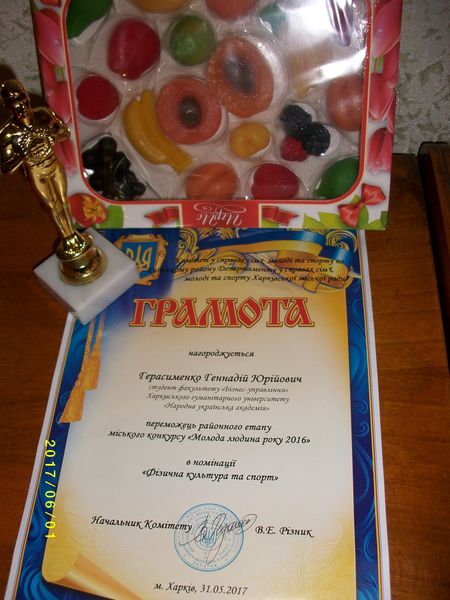 Комітет у справах сім'ї, молоді та спорту по
району Департаменту у справах сім'ї,
молоді та спорту Харківської міської ради
ГРАМОТА
нагороджується
Герасименко Геннадій Юрійович
студент факультету «Бізнес-управління»
Харківського гуманітарного університету
«Народна українська академія»
переможець районного етапу
міського конкурсу «Молода людина року 2016»
в номінації
«Фізична культура та спорт»
Начальник Комітету
В.Е. Різник
м. Харків, 31.05.2017
2017/06/01